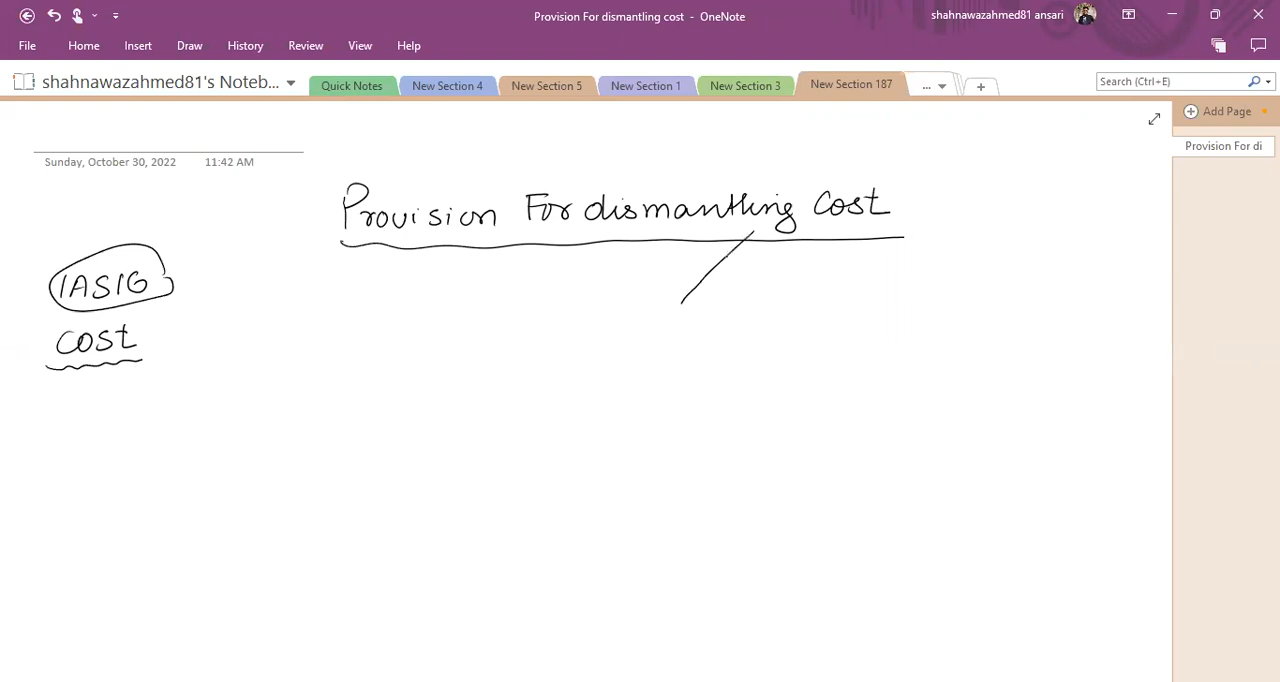 Provision For dismantling cost - OneNote
shahnawazahmed81 ansari
File Home Insert Draw History Review View Help
shahnawazahmed81's Noteb...
Quick Notes New Section 4 New Section 5 New Section 1 New Section 3 New Section 187 ... +
Search (Ctrl+E)
Add Page
Provision For di
Sunday, October 30, 2022 11:42 AM
Provision For dismantling Cost
IAS16
Cost